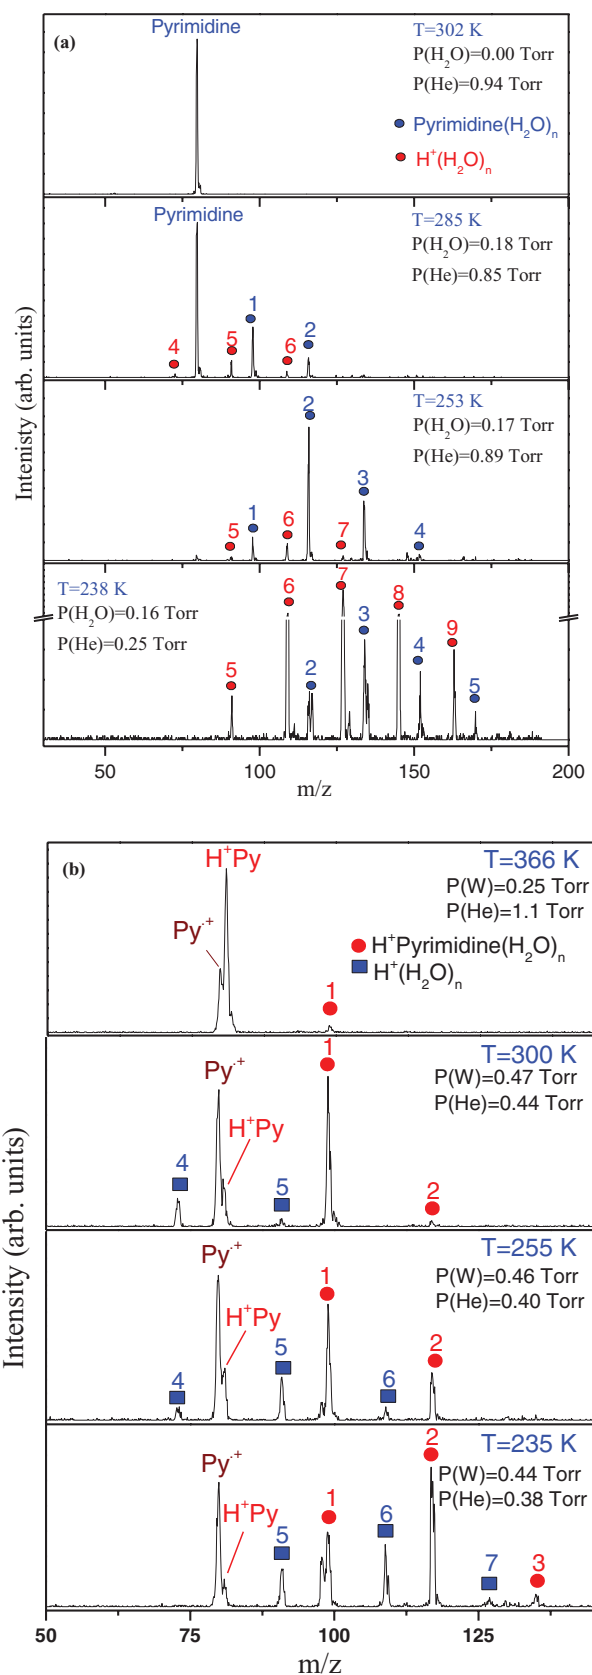 (a)
Pyrimidine
T=302 K
P(H₂O)=0.00 Torr
P(He)=0.94 Torr
Pyrimidine(H₂O)ₙ
H⁺(H₂O)ₙ
Pyrimidine
T=285 K
P(H₂O)=0.18 Torr
P(He)=0.85 Torr
4
5
1
6
2
T=253 K
P(H₂O)=0.17 Torr
P(He)=0.89 Torr
5
1
6
2
7
3
4
T=238 K
P(H₂O)=0.16 Torr
P(He)=0.25 Torr
5
6
2
7
3
8
4
9
5
50 100 150 200
m/z
Intenisty (arb. units)
(b)
H⁺Py
Py·⁺
T=366 K
P(W)=0.25 Torr
P(He)=1.1 Torr
H⁺Pyrimidine(H₂O)ₙ
H⁺(H₂O)ₙ
1
T=300 K
P(W)=0.47 Torr
P(He)=0.44 Torr
4
Py·⁺
H⁺Py
5
1
2
T=255 K
P(W)=0.46 Torr
P(He)=0.40 Torr
4
Py·⁺
H⁺Py
5
1
6
2
T=235 K
P(W)=0.44 Torr
P(He)=0.38 Torr
Py·⁺
H⁺Py
5
1
6
2
7
3
50 75 100 125
m/z
Intensity (arb. units)